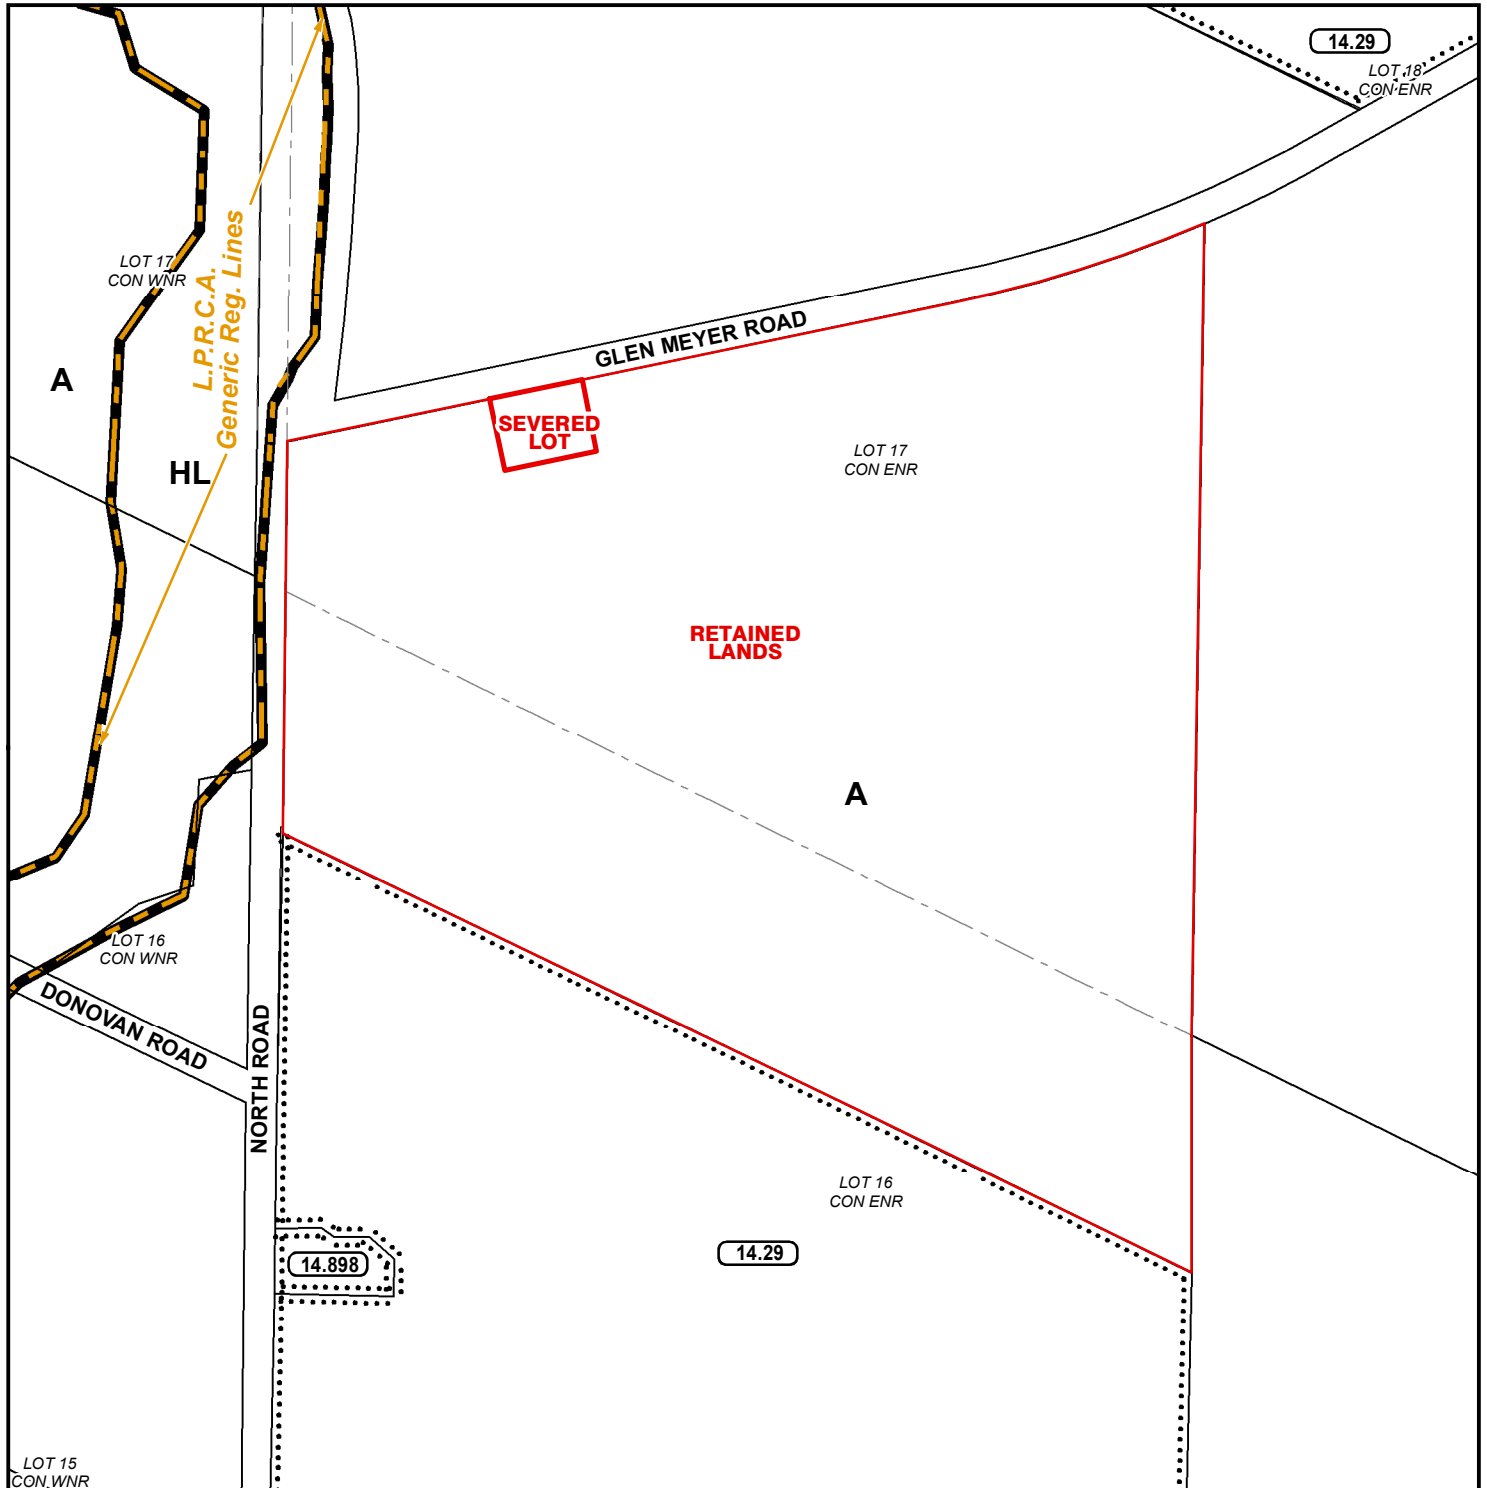 14.29
LOT 18
CON ENR
LOT 17
CON WNR
L.P.R.C.A.
Generic Reg. Lines
GLEN MEYER ROAD
A
SEVERED
LOT
HL
LOT 17
CON ENR
RETAINED
LANDS
A
LOT 16
CON WNR
DONOVAN ROAD
NORTH ROAD
LOT 16
CON ENR
14.29
14.898
LOT 15
CON WNR